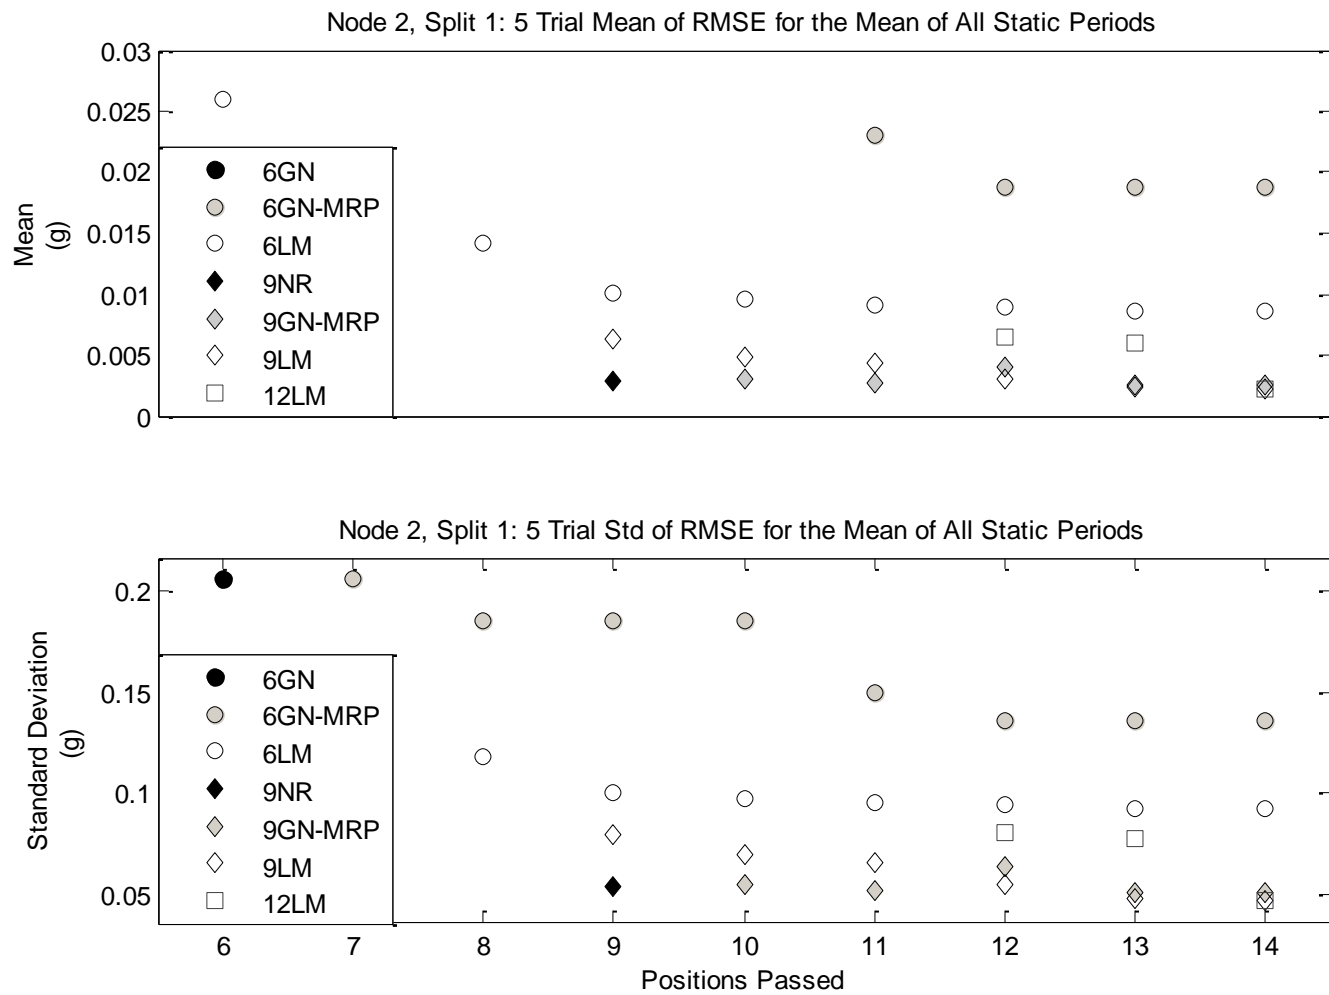 Node 2, Split 1: 5 Trial Mean of RMSE for the Mean of All Static Periods
0.03
0.025
0.02
0.015
0.01
0.005
0
Mean
(g)
6GN
6GN-MRP
6LM
9NR
9GN-MRP
9LM
12LM
Node 2, Split 1: 5 Trial Std of RMSE for the Mean of All Static Periods
0.2
0.15
0.1
0.05
Standard Deviation
(g)
6GN
6GN-MRP
6LM
9NR
9GN-MRP
9LM
12LM
6 7 8 9 10 11 12 13 14
Positions Passed